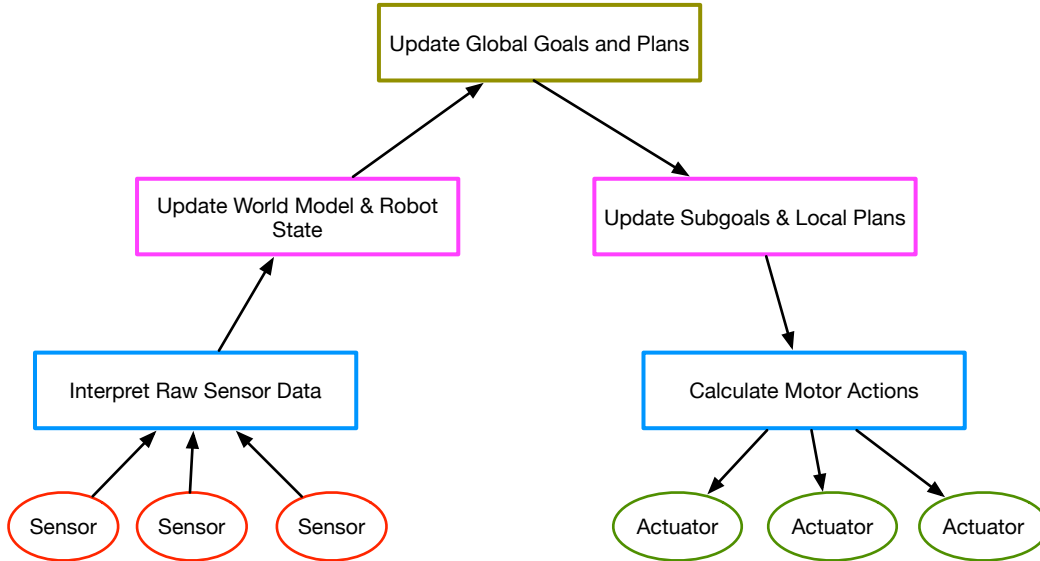 Update Global Goals and Plans
Update World Model & Robot
State
Update Subgoals & Local Plans
Interpret Raw Sensor Data
Calculate Motor Actions
Sensor
Sensor
Sensor
Actuator
Actuator
Actuator